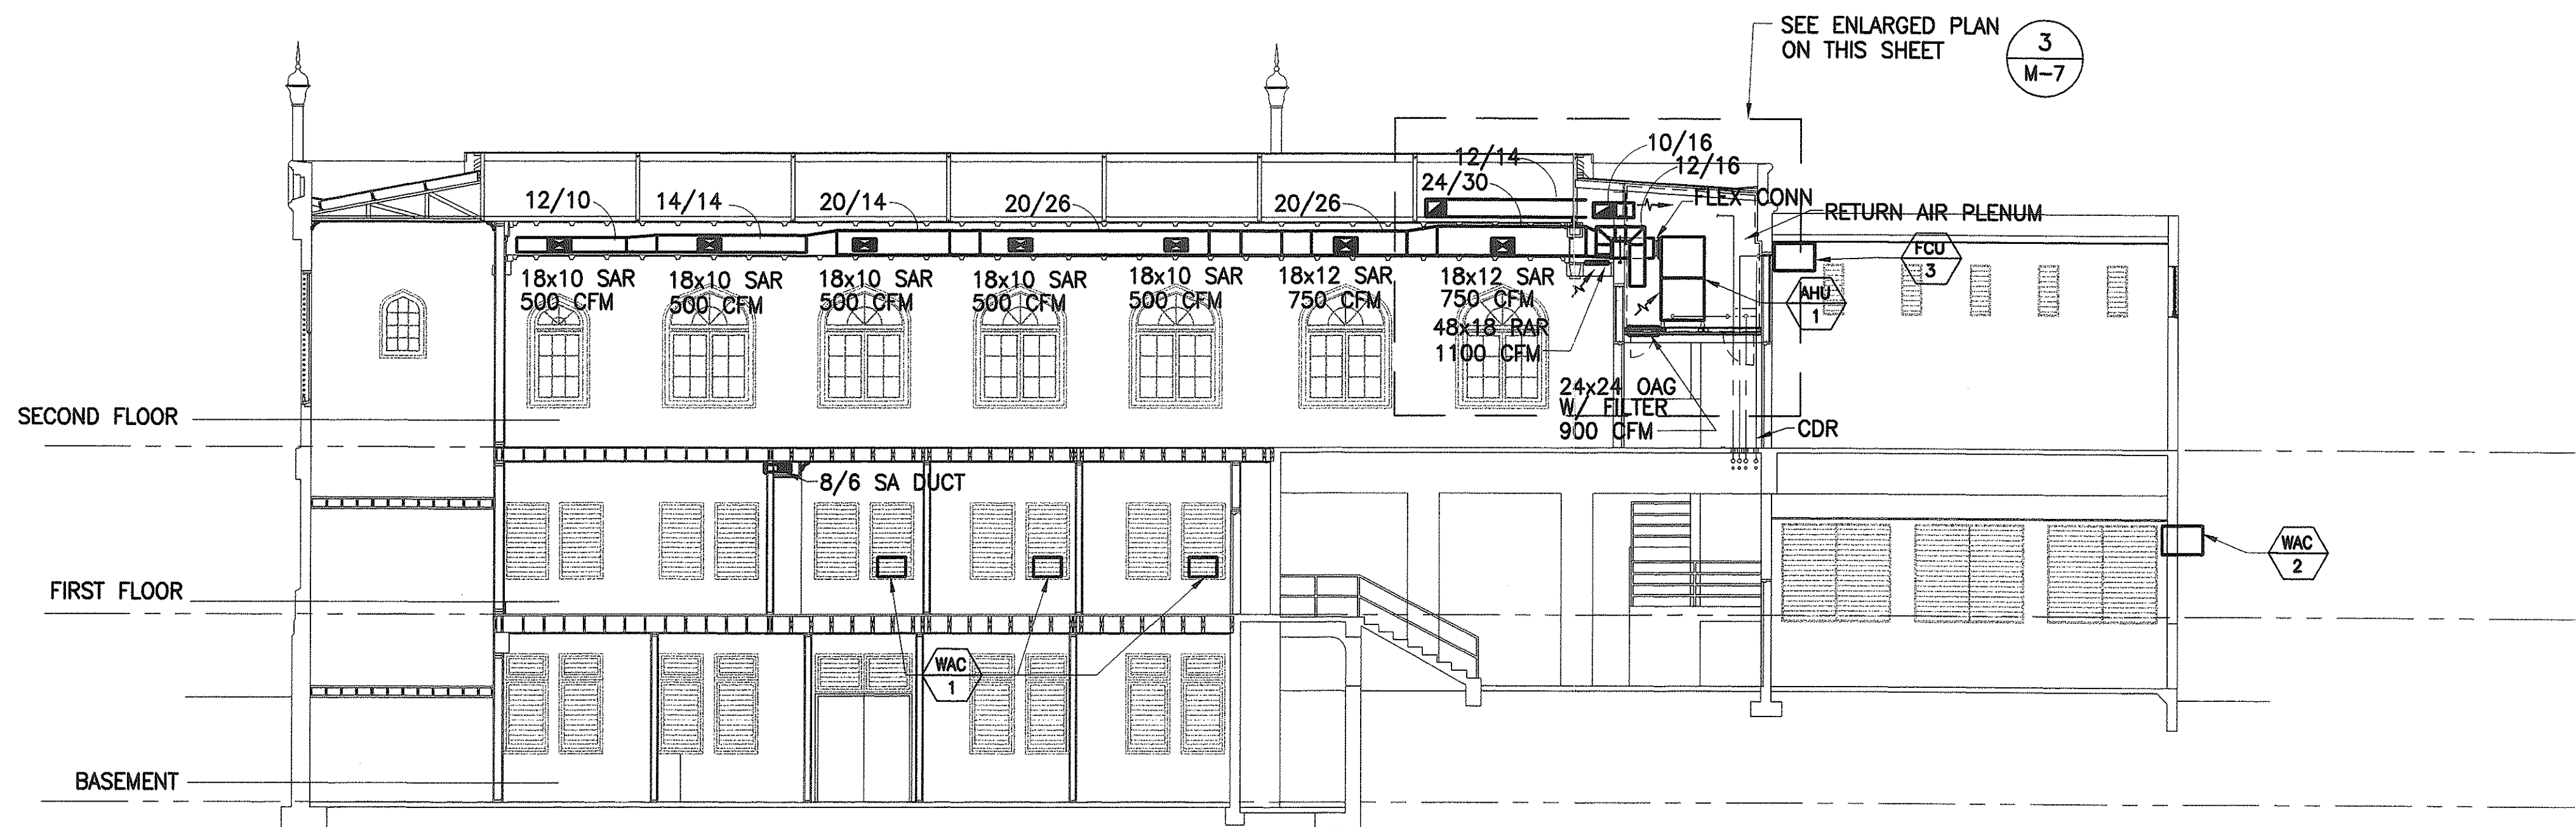 SEE ENLARGED PLAN
ON THIS SHEET
3
M-7
10/16
12/14
12/16
24/30
FLEX CONN
12/10
14/14
20/14
20/26
20/26
RETURN AIR PLENUM
FCU
3
18x10 SAR
500 CFM
18x10 SAR
500 CFM
18x10 SAR
500 CFM
18x10 SAR
500 CFM
18x10 SAR
500 CFM
18x12 SAR
750 CFM
18x12 SAR
750 CFM
AHU
1
48x18 RAR
1100 CFM
24x24 OAG
W/ FILTER
900 CFM
SECOND FLOOR
CDR
8/6 SA DUCT
WAC
2
FIRST FLOOR
WAC
1
BASEMENT